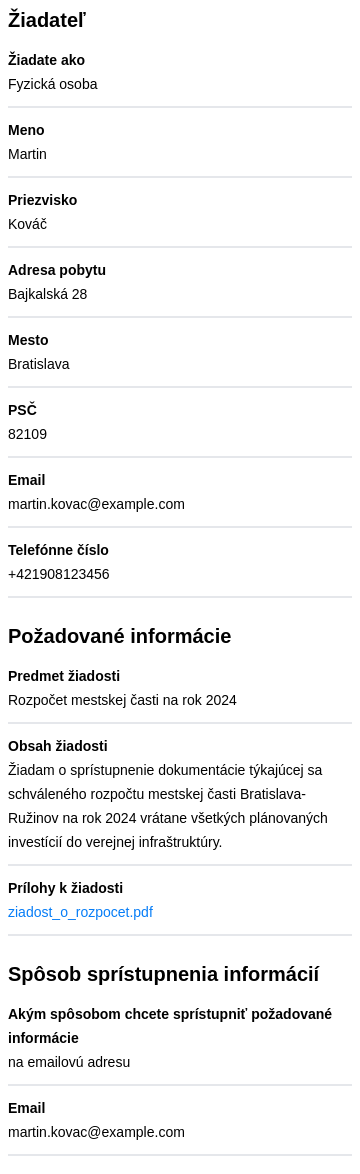 Žiadateľ
Žiadate ako
Fyzická osoba
Meno
Martin
Priezvisko
Kováč
Adresa pobytu
Bajkalská 28
Mesto
Bratislava
PSČ
82109
Email
martin.kovac@example.com
Telefónne číslo
+421908123456
Požadované informácie
Predmet žiadosti
Rozpočet mestskej časti na rok 2024
Obsah žiadosti
Žiadam o sprístupnenie dokumentácie týkajúcej sa
schváleného rozpočtu mestskej časti Bratislava-
Ružinov na rok 2024 vrátane všetkých plánovaných
investícií do verejnej infraštruktúry.
Prílohy k žiadosti
ziadost_o_rozpocet.pdf
Spôsob sprístupnenia informácií
Akým spôsobom chcete sprístupniť požadované
informácie
na emailovú adresu
Email
martin.kovac@example.com